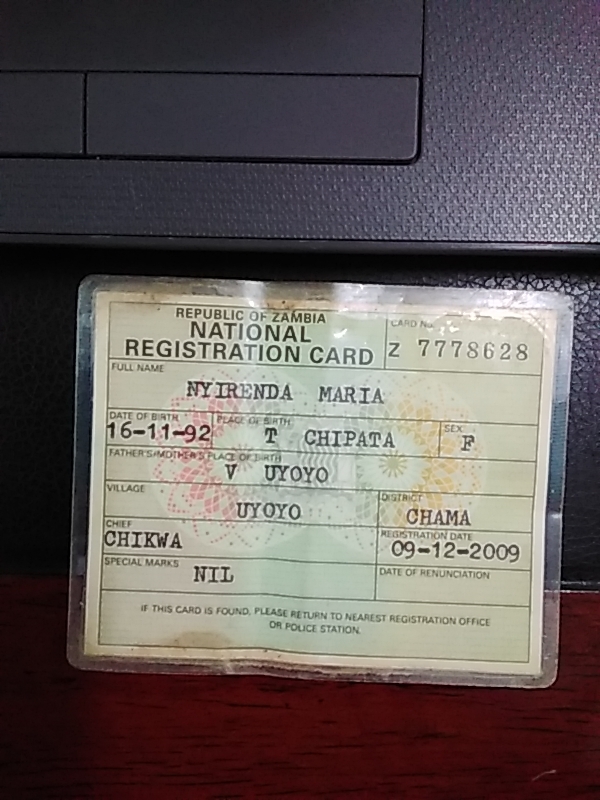 REPUBLIC OF ZAMBIA
NATIONAL
REGISTRATION CARD
CARD No.
Z 7778628
FULL NAME
NYIRENDA MARIA
DATE OF BIRTH
16-11-92
PLACE OF BIRTH
T CHIPATA
SEX
F
FATHER'S/MOTHER'S PLACE OF BIRTH
V UYOYO
VILLAGE
UYOYO
DISTRICT
CHAMA
CHIEF
CHIKWA
REGISTRATION DATE
09-12-2009
SPECIAL MARKS
NIL
DATE OF RENUNCIATION
IF THIS CARD IS FOUND, PLEASE RETURN TO NEAREST REGISTRATION OFFICE
OR POLICE STATION.